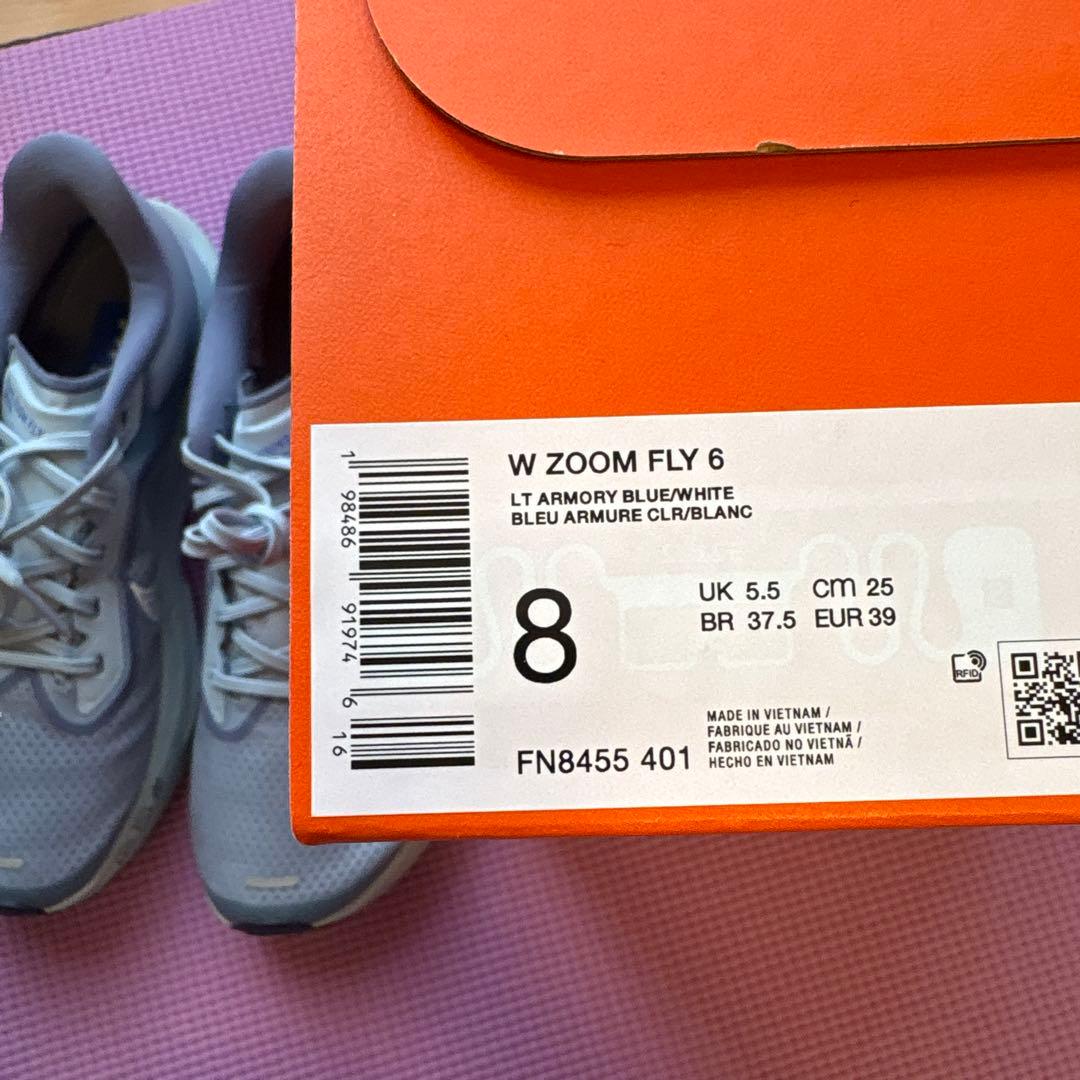 W ZOOM FLY 6
LT ARMORY BLUE/WHITE
BLEU ARMURE CLR/BLANC
8
UK 5.5 cm 25
BR 37.5 EUR 39
RFID
FN8455 401
MADE IN VIETNAM /
FABRIQUE AU VIETNAM /
FABRICADO NO VIETNÃ /
HECHO EN VIETNAM
1 98486 91974 6 16